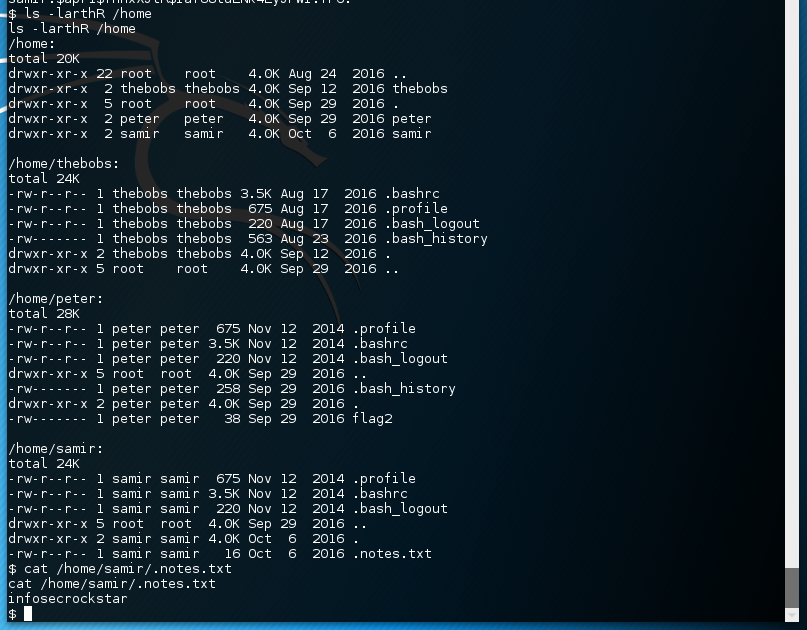 $ ls -larthR /home
ls -larthR /home
/home:
total 20K
drwxr-xr-x 22 root    root    4.0K Aug 24  2016 ..
drwxr-xr-x  2 thebobs thebobs 4.0K Sep 12  2016 thebobs
drwxr-xr-x  5 root    root    4.0K Sep 29  2016 .
drwxr-xr-x  2 peter   peter   4.0K Sep 29  2016 peter
drwxr-xr-x  2 samir   samir   4.0K Oct  6  2016 samir

/home/thebobs:
total 24K
-rw-r--r-- 1 thebobs thebobs 3.5K Aug 17  2016 .bashrc
-rw-r--r-- 1 thebobs thebobs  675 Aug 17  2016 .profile
-rw-r--r-- 1 thebobs thebobs  220 Aug 17  2016 .bash_logout
-rw------- 1 thebobs thebobs  563 Aug 23  2016 .bash_history
drwxr-xr-x 2 thebobs thebobs 4.0K Sep 12  2016 .
drwxr-xr-x 5 root    root    4.0K Sep 29  2016 ..

/home/peter:
total 28K
-rw-r--r-- 1 peter peter  675 Nov 12  2014 .profile
-rw-r--r-- 1 peter peter 3.5K Nov 12  2014 .bashrc
-rw-r--r-- 1 peter peter  220 Nov 12  2014 .bash_logout
drwxr-xr-x 5 root  root  4.0K Sep 29  2016 ..
-rw------- 1 peter peter  258 Sep 29  2016 .bash_history
drwxr-xr-x 2 peter peter 4.0K Sep 29  2016 .
-rw------- 1 peter peter   38 Sep 29  2016 flag2

/home/samir:
total 24K
-rw-r--r-- 1 samir samir  675 Nov 12  2014 .profile
-rw-r--r-- 1 samir samir 3.5K Nov 12  2014 .bashrc
-rw-r--r-- 1 samir samir  220 Nov 12  2014 .bash_logout
drwxr-xr-x 5 root  root  4.0K Sep 29  2016 ..
drwxr-xr-x 2 samir samir 4.0K Oct  6  2016 .
-rw-r--r-- 1 samir samir   16 Oct  6  2016 .notes.txt
$ cat /home/samir/.notes.txt
cat /home/samir/.notes.txt
infosecrockstar
$